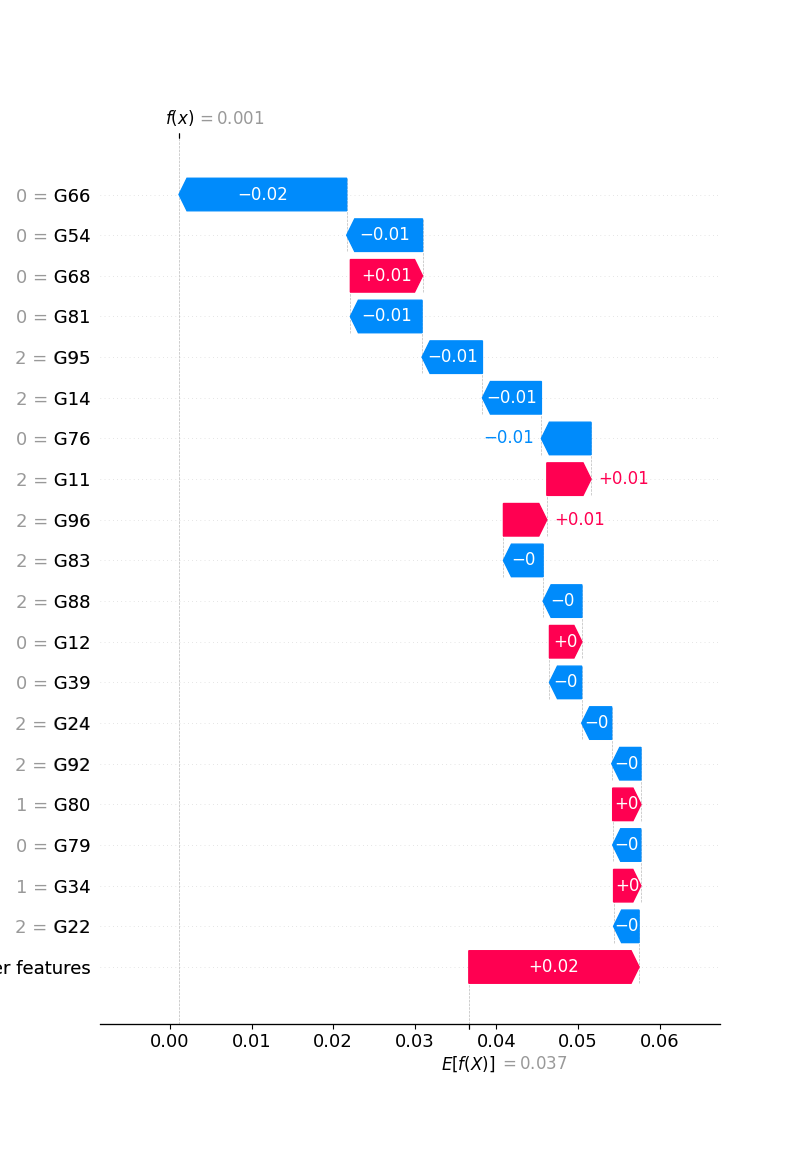 f(x) = 0.001
0 = G66 −0.02
0 = G54 −0.01
0 = G68 +0.01
0 = G81 −0.01
2 = G95 −0.01
2 = G14 −0.01
0 = G76 −0.01
2 = G11 +0.01
2 = G96 +0.01
2 = G83 −0
2 = G88 −0
0 = G12 +0
0 = G39 −0
2 = G24 −0
2 = G92 −0
1 = G80 +0
0 = G79 −0
1 = G34 +0
2 = G22 −0
er features +0.02
0.00 0.01 0.02 0.03 0.04 0.05 0.06
E[f(X)] = 0.037